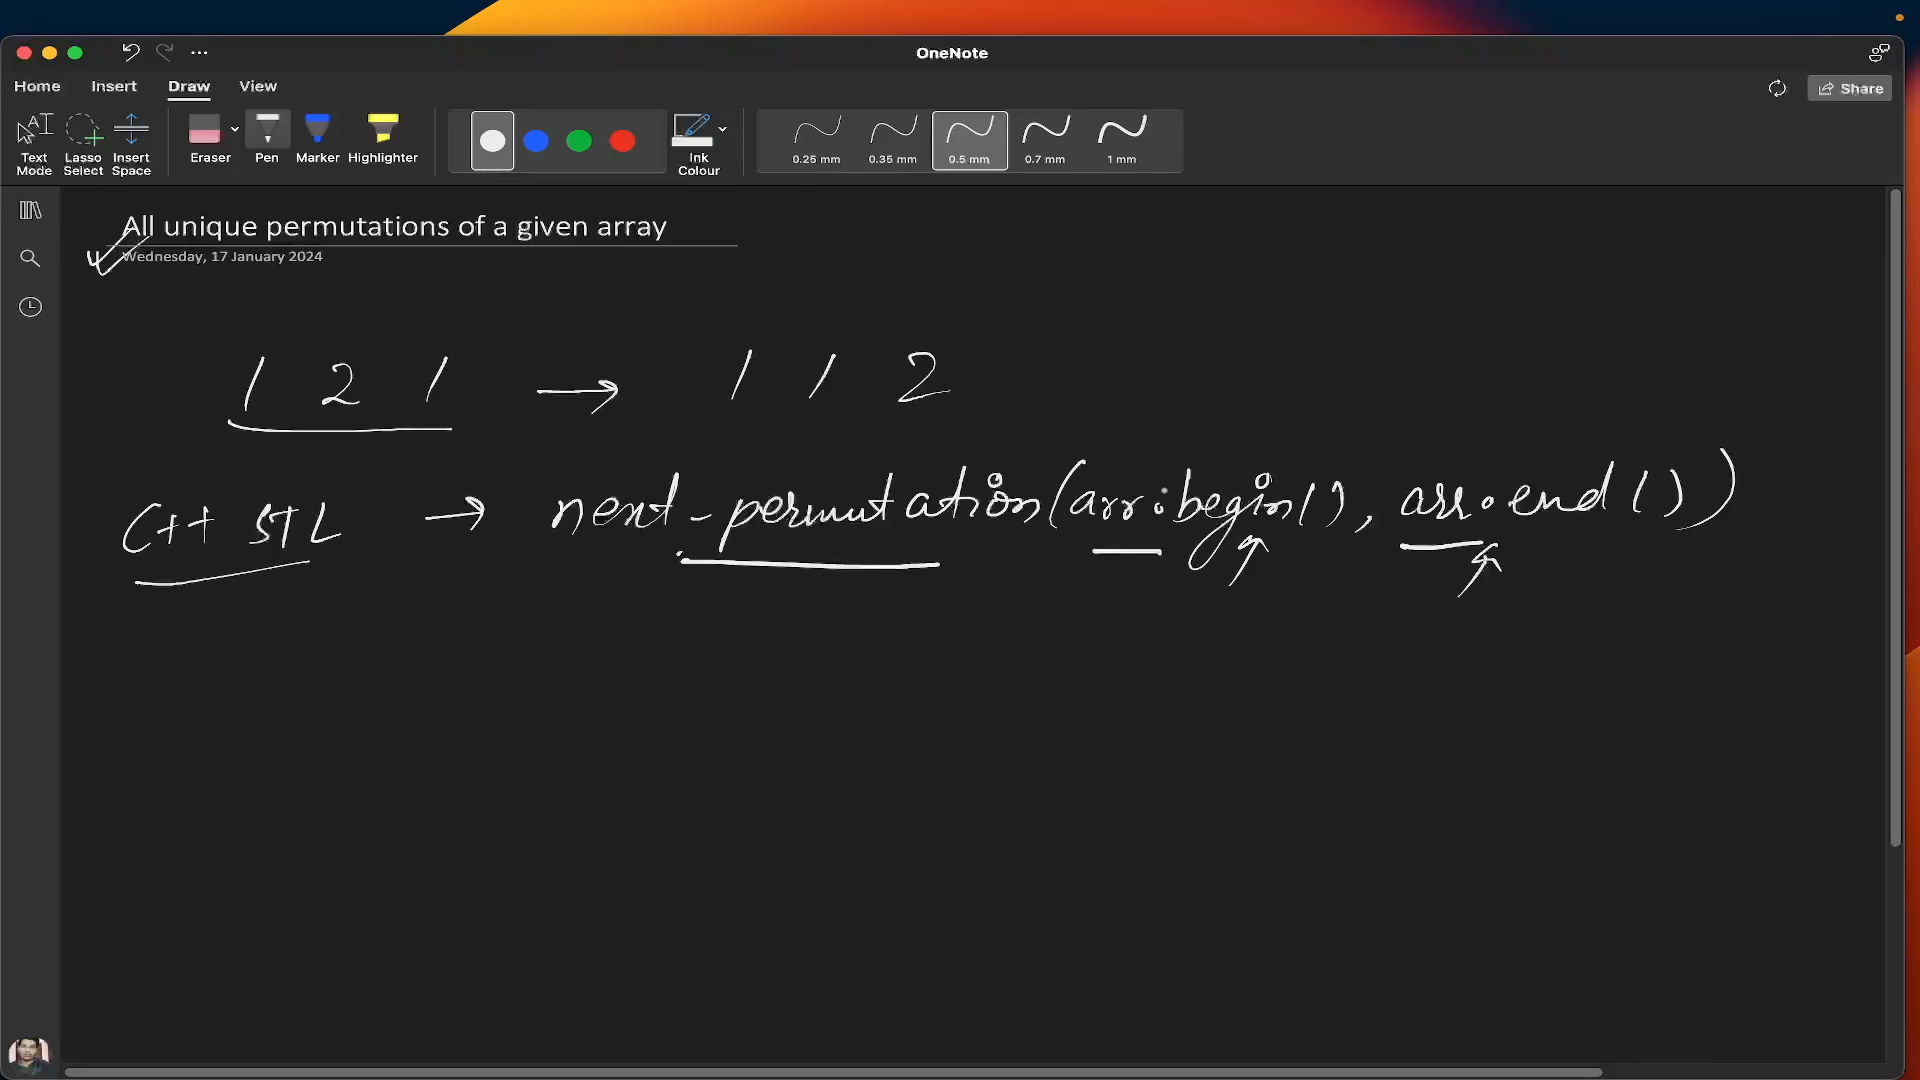 OneNote
Home Insert Draw View Share
Text Mode Lasso Select Insert Space Eraser Pen Marker Highlighter Ink Colour 0.25 mm 0.35 mm 0.5 mm 0.7 mm 1 mm
All unique permutations of a given array
Wednesday, 17 January 2024
1 2 1 → 1 1 2
C++ STL → next_permutation(arr.begin(), arr.end())